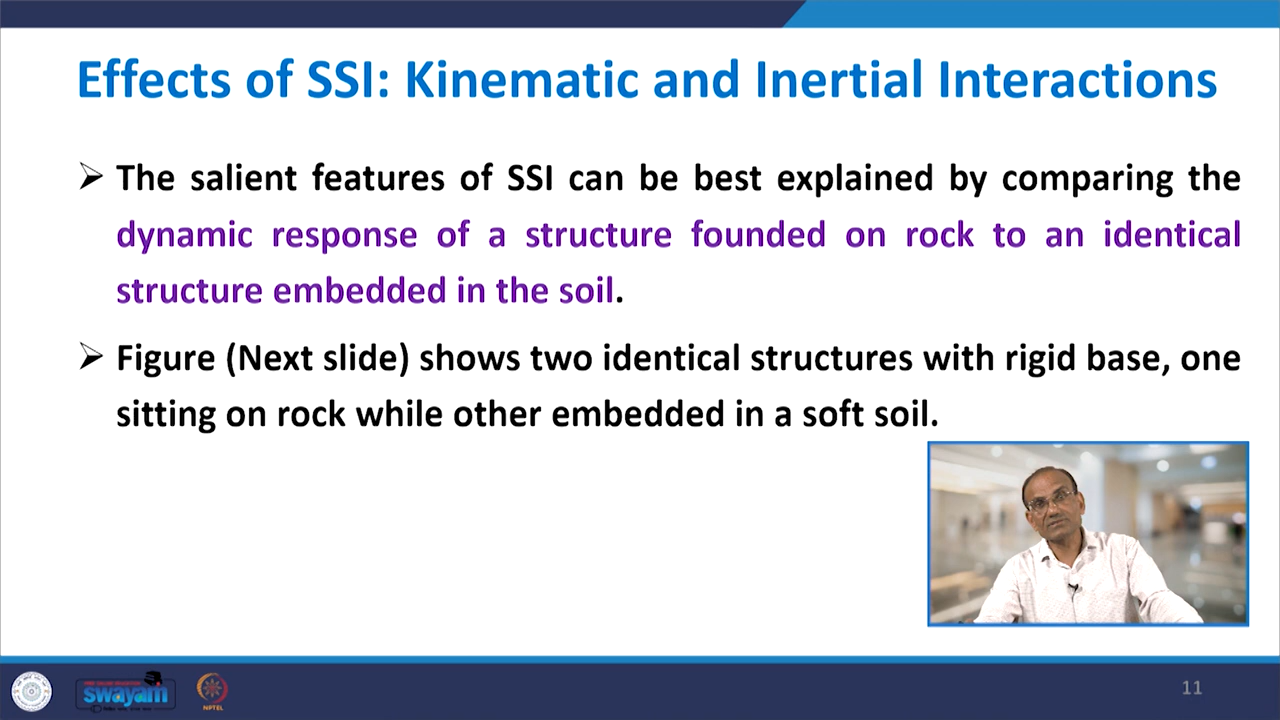 Effects of SSI: Kinematic and Inertial Interactions
➢ The salient features of SSI can be best explained by comparing the
dynamic response of a structure founded on rock to an identical
structure embedded in the soil.
➢ Figure (Next slide) shows two identical structures with rigid base, one
sitting on rock while other embedded in a soft soil.
swayam
NPTEL
11